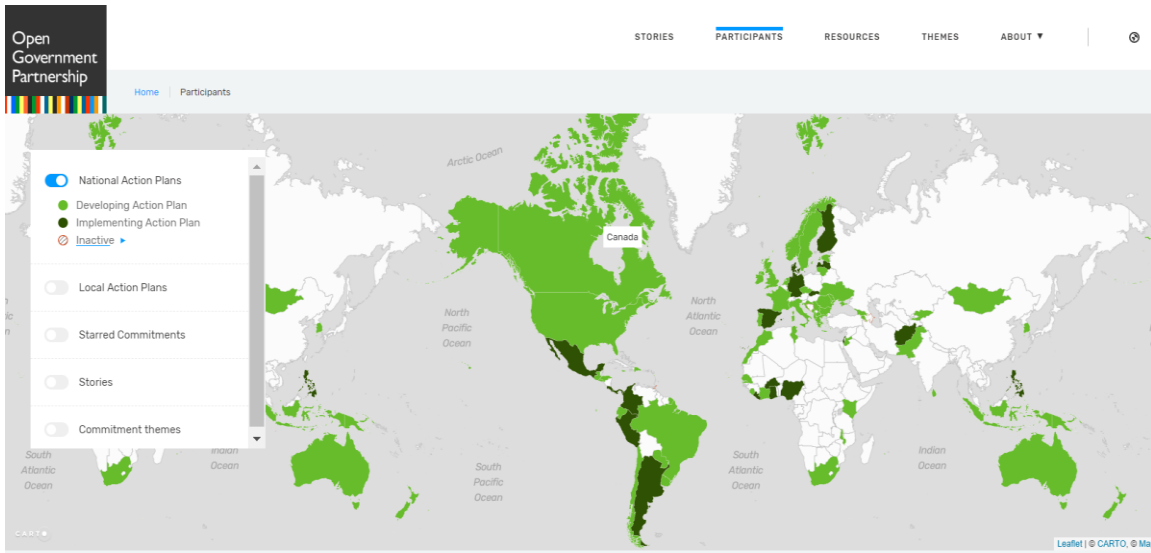 Open
Government
Partnership
STORIES
PARTICIPANTS
RESOURCES
THEMES
ABOUT ▼
Home
Participants
National Action Plans
Developing Action Plan
Implementing Action Plan
Inactive
Local Action Plans
Starred Commitments
Stories
Commitment themes
Arctic Ocean
Canada
North
Pacific
Ocean
North
Atlantic
Ocean
South
Atlantic
Ocean
Indian
Ocean
South
Pacific
Ocean
South
Atlantic
Ocean
Indian
Ocean
CARTO
Leaflet | © CARTO, © Ma